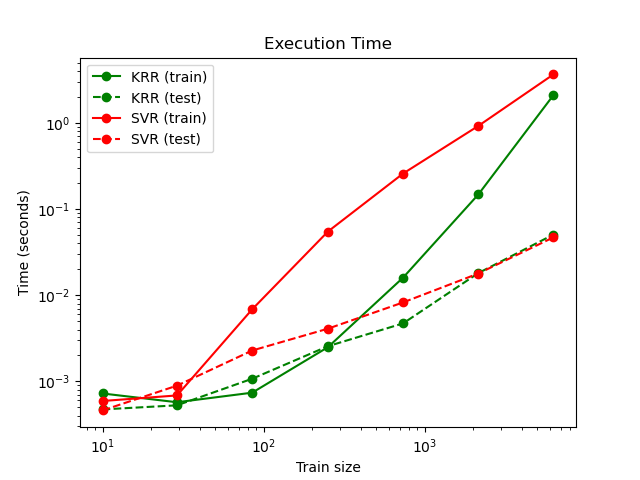 Execution Time
KRR (train)
KRR (test)
SVR (train)
SVR (test)
10⁰
10⁻¹
10⁻²
10⁻³
Time (seconds)
10¹
10²
10³
Train size